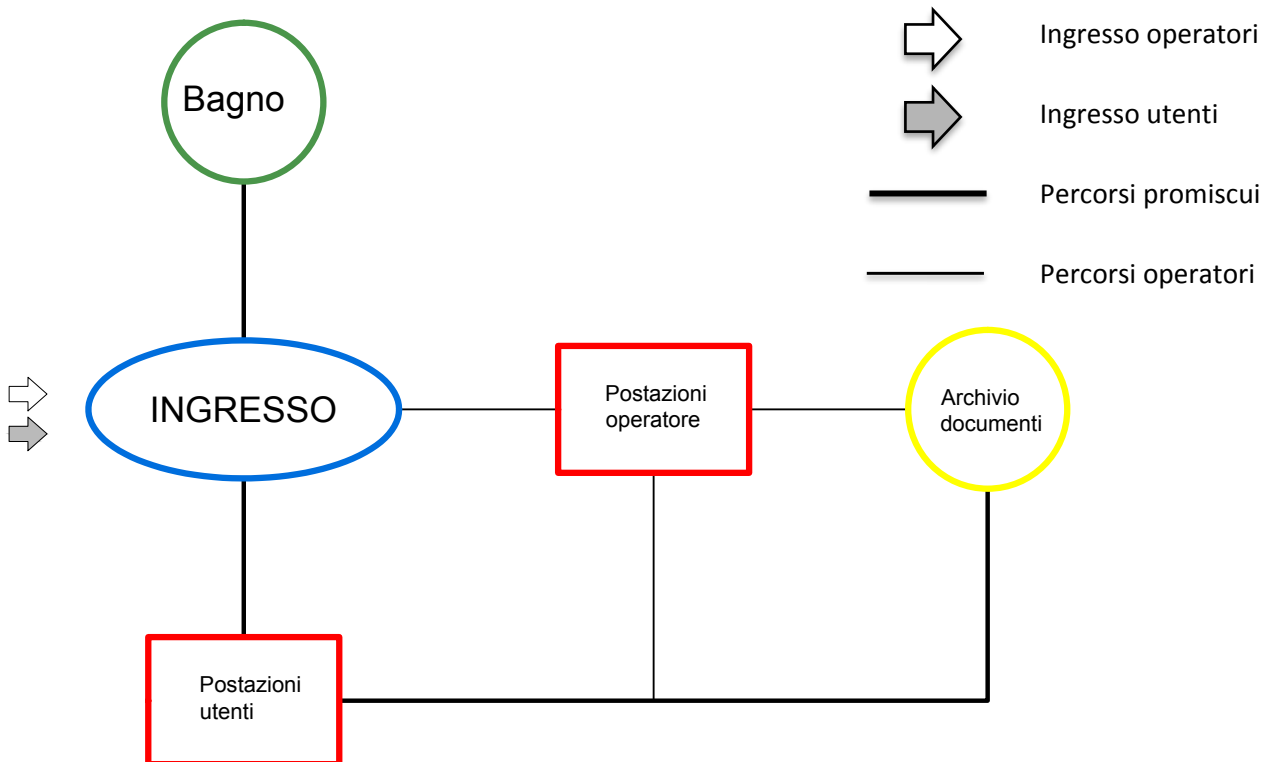 Ingresso operatori
Bagno
Ingresso utenti
Percorsi promiscui
Percorsi operatori
INGRESSO
Postazioni
operatore
Archivio
documenti
Postazioni
utenti